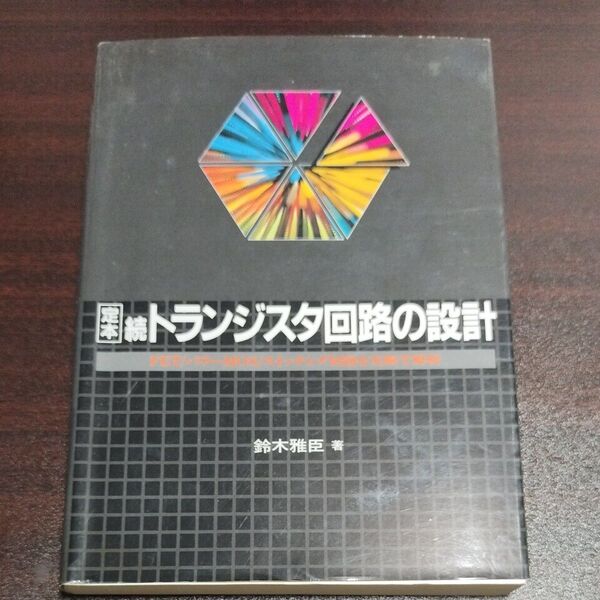 定本 続トランジスタ回路の設計
鈴木雅臣 著